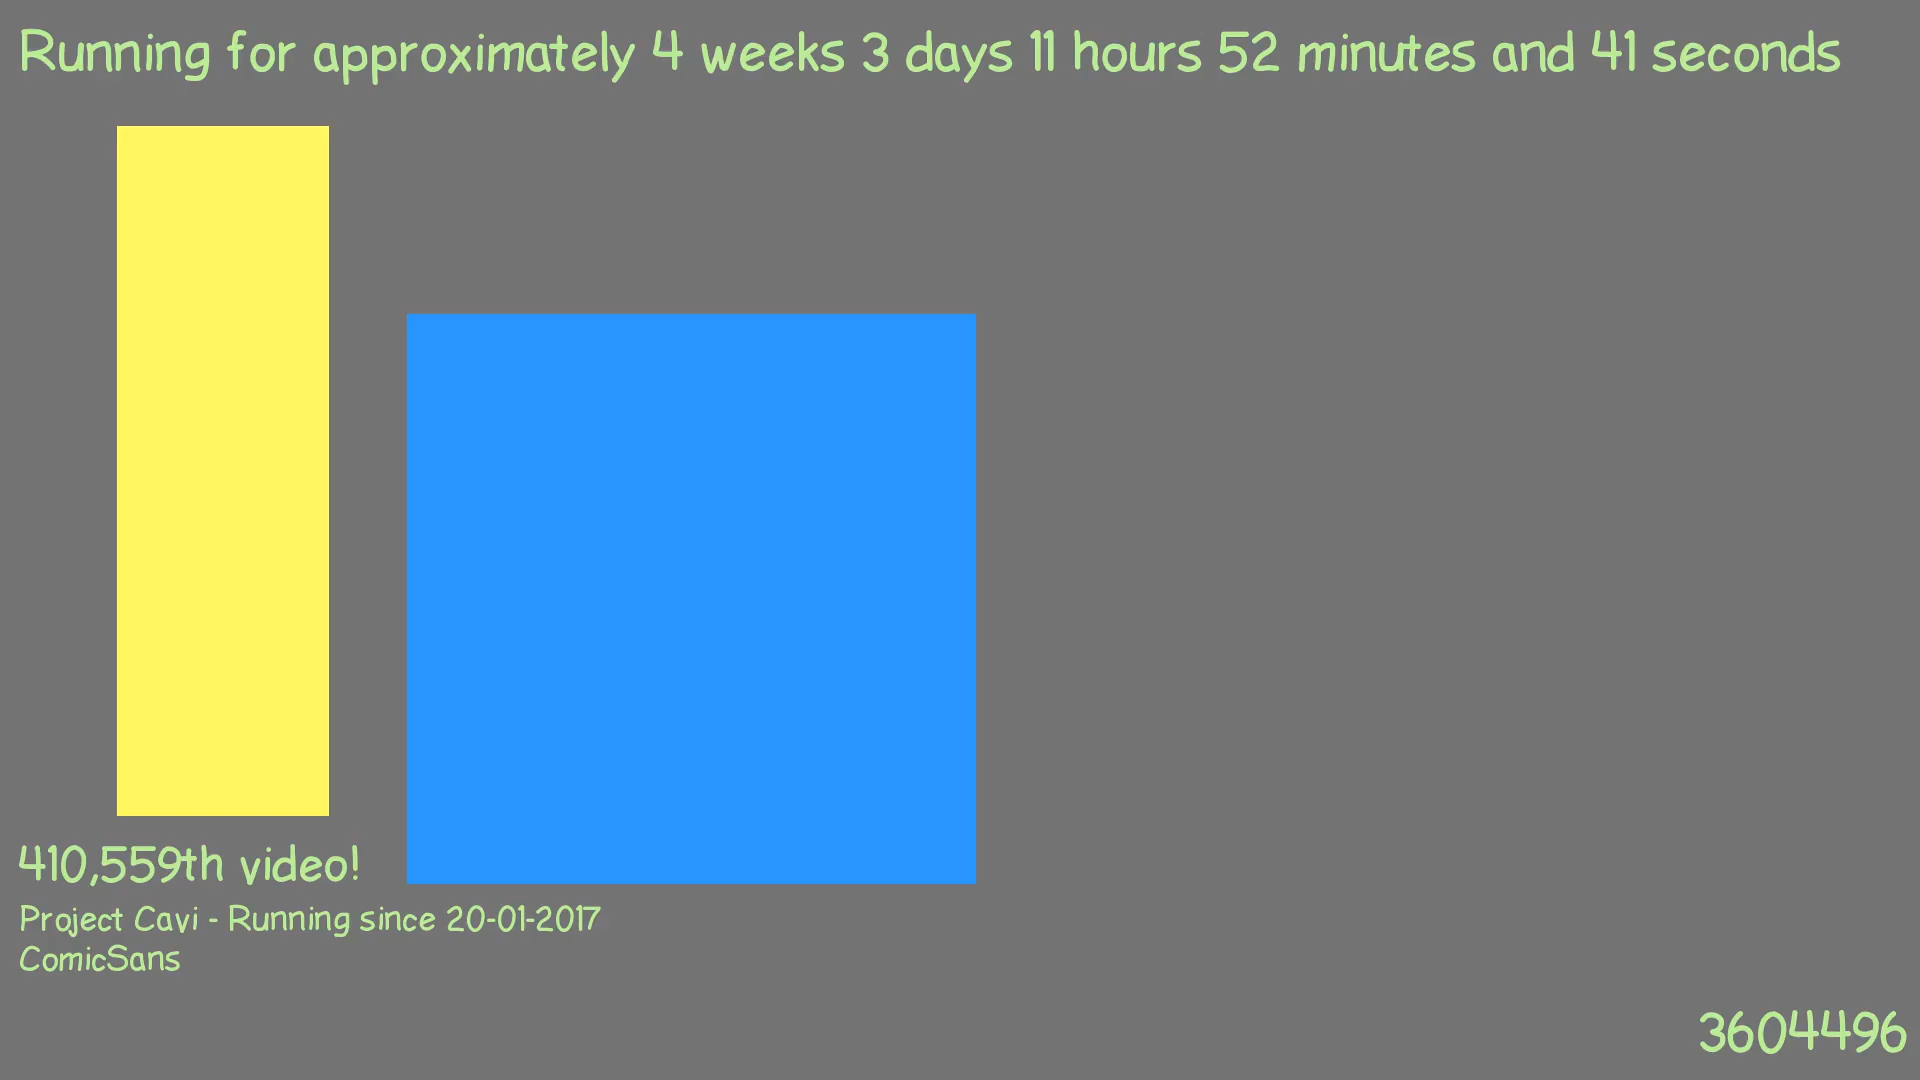 Running for approximately 4 weeks 3 days 11 hours 52 minutes and 41 seconds
410,559th video!
Project Cavi - Running since 20-01-2017
ComicSans
3604496